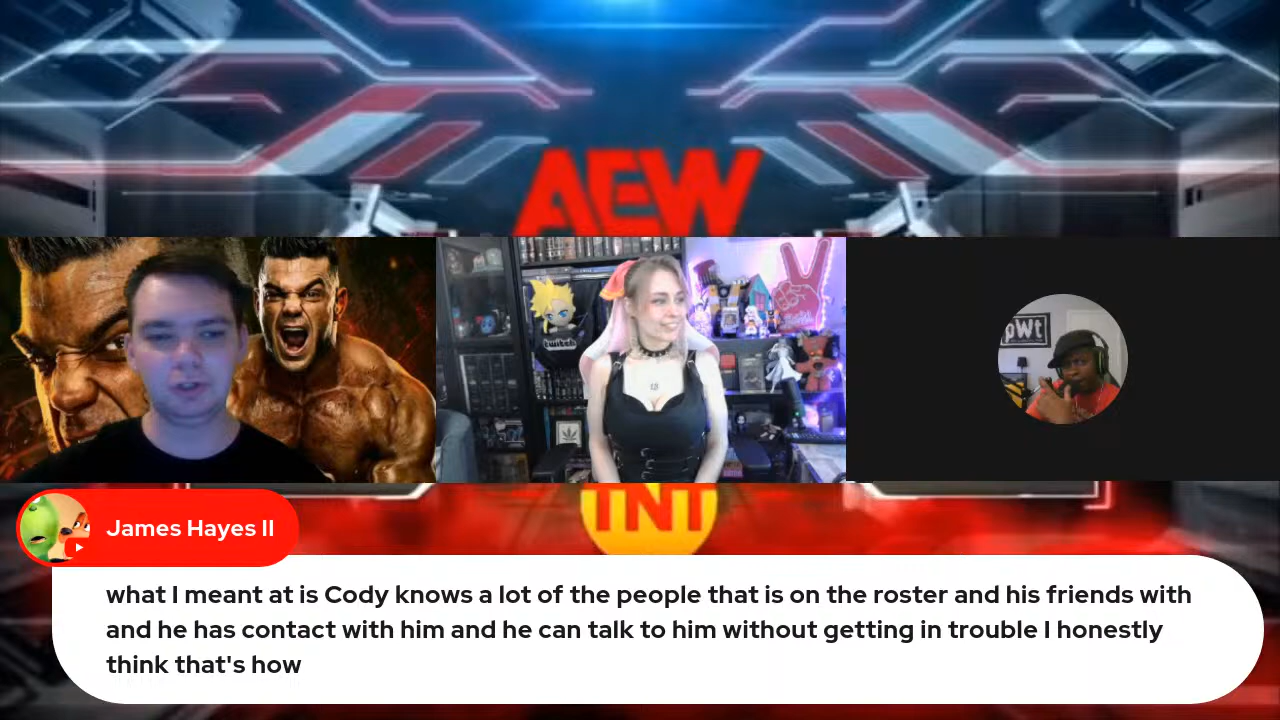 AEW
twitch
pWt
TNT
James Hayes II
what I meant at is Cody knows a lot of the people that is on the roster and his friends with
and he has contact with him and he can talk to him without getting in trouble I honestly
think that's how